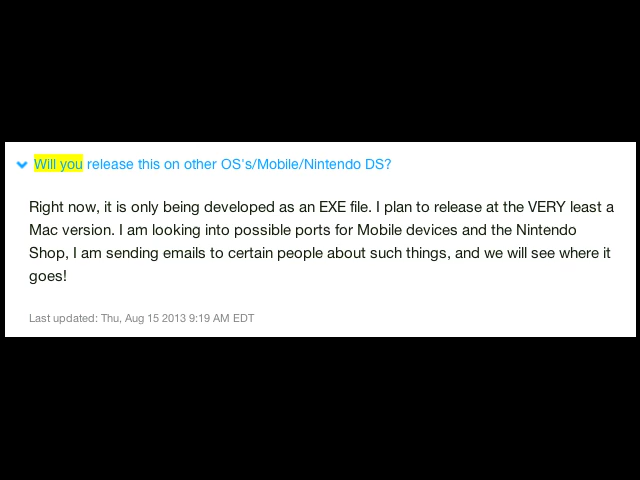 Will you release this on other OS's/Mobile/Nintendo DS?
Right now, it is only being developed as an EXE file. I plan to release at the VERY least a
Mac version. I am looking into possible ports for Mobile devices and the Nintendo
Shop, I am sending emails to certain people about such things, and we will see where it
goes!
Last updated: Thu, Aug 15 2013 9:19 AM EDT